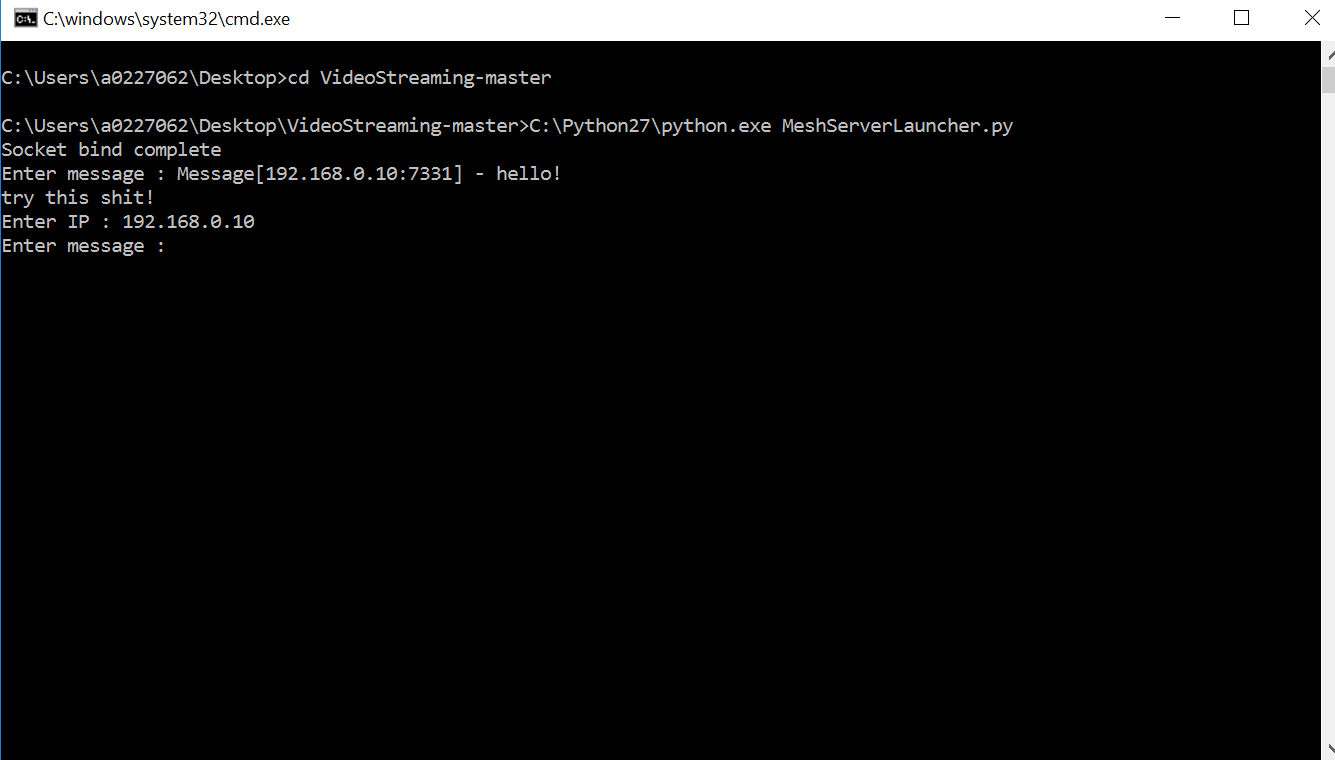 C:\windows\system32\cmd.exe
C:\Users\a0227062\Desktop>cd VideoStreaming-master
C:\Users\a0227062\Desktop\VideoStreaming-master>C:\Python27\python.exe MeshServerLauncher.py
Socket bind complete
Enter message : Message[192.168.0.10:7331] - hello!
try this shit!
Enter IP : 192.168.0.10
Enter message :